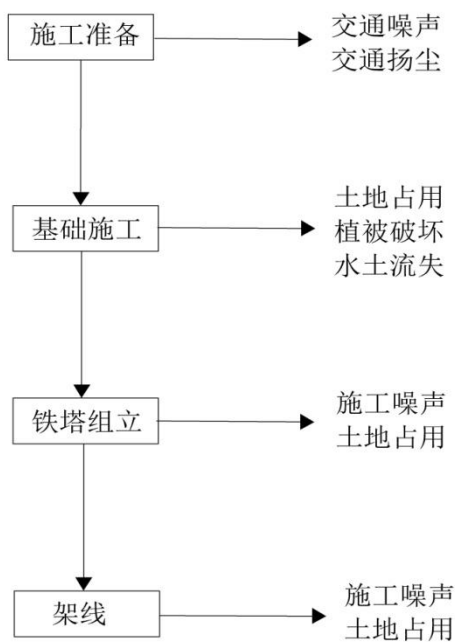 施工准备
交通噪声
交通扬尘
基础施工
土地占用
植被破坏
水土流失
铁塔组立
施工噪声
土地占用
架线
施工噪声
土地占用